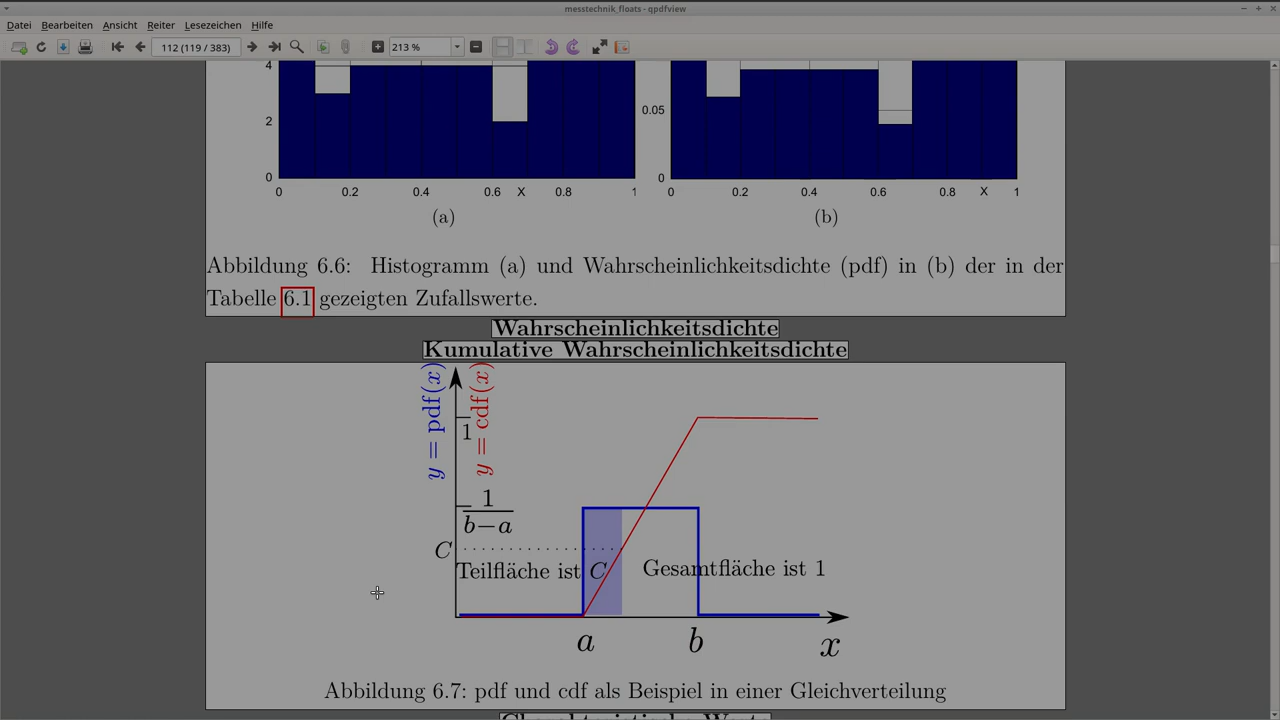 messtechnik_floats - qpdfview
Datei Bearbeiten Ansicht Reiter Lesezeichen Hilfe
112 (119 / 383) 213 %
4
2
0
0 0.2 0.4 0.6 X 0.8 1
(a)
0.05
0
0 0.2 0.4 0.6 X 0.8 1
(b)
Abbildung 6.6: Histogramm (a) und Wahrscheinlichkeitsdichte (pdf) in (b) der in der
Tabelle 6.1 gezeigten Zufallswerte.
Wahrscheinlichkeitsdichte
Kumulative Wahrscheinlichkeitsdichte
y = pdf(x)
y = cdf(x)
1
1
b−a
C
Teilfläche ist C
Gesamtfläche ist 1
a b x
Abbildung 6.7: pdf und cdf als Beispiel in einer Gleichverteilung